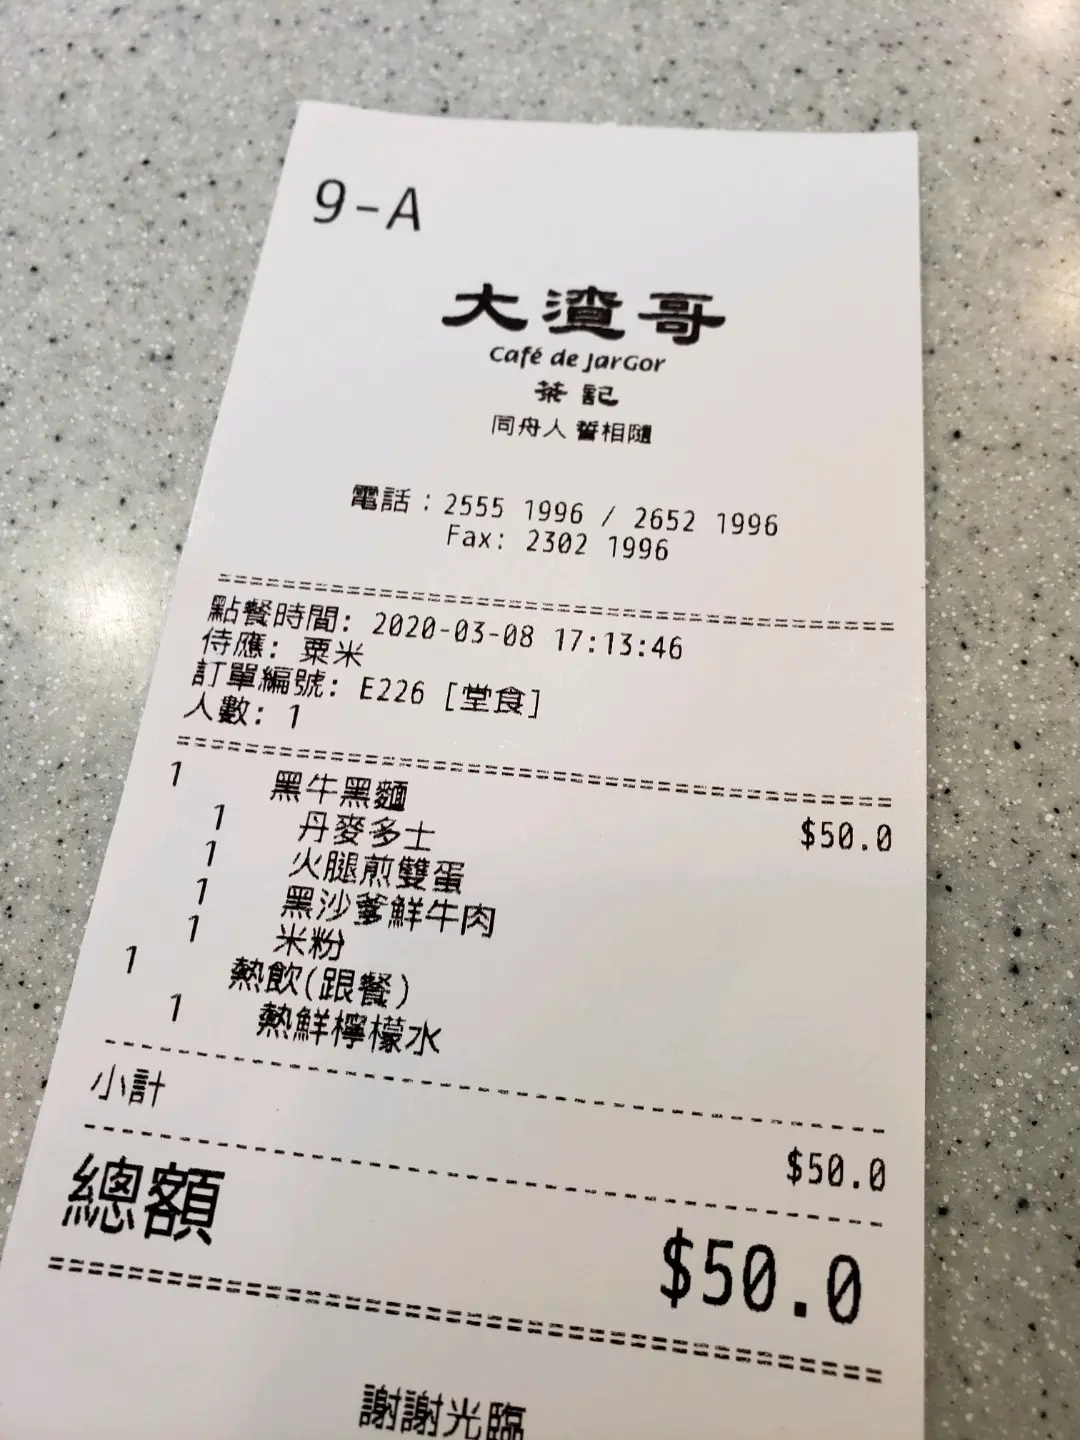 9-A
大渣哥
Café de JarGor
茶記
同舟人 誓相隨
電話：2555 1996 / 2652 1996
Fax: 2302 1996
點餐時間: 2020-03-08 17:13:46
侍應: 粟米
訂單編號: E226 [堂食]
人數: 1
1 黑牛黑麵 $50.0
1 丹麥多士
1 火腿煎雙蛋
1 黑沙爹鮮牛肉
1 米粉
1 熱飲(跟餐)
1 熱鮮檸檬水
小計 $50.0
總額 $50.0
謝謝光臨